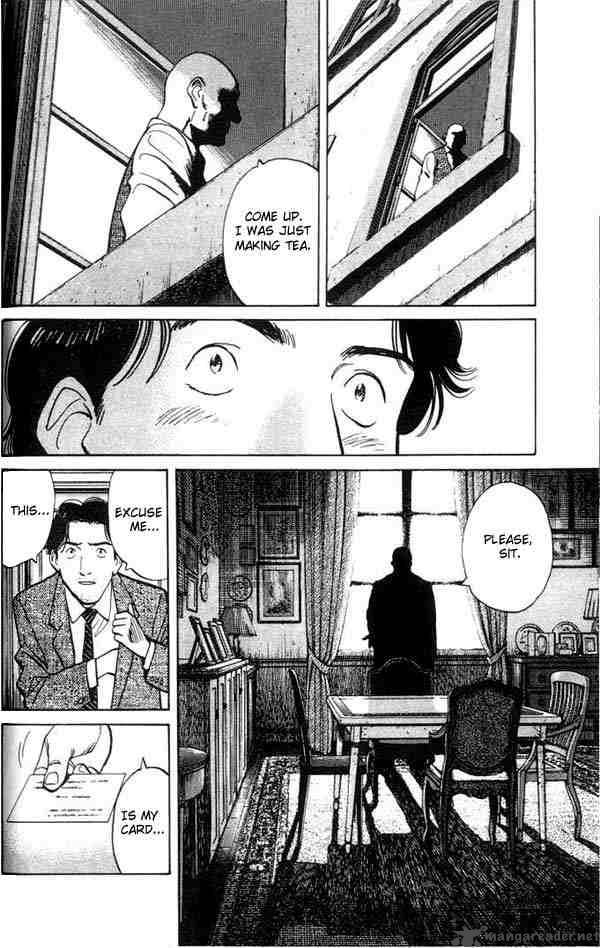 COME UP.
I WAS JUST
MAKING TEA.
PLEASE,
SIT.
EXCUSE
ME...
THIS...
IS MY
CARD...
mangareader.net